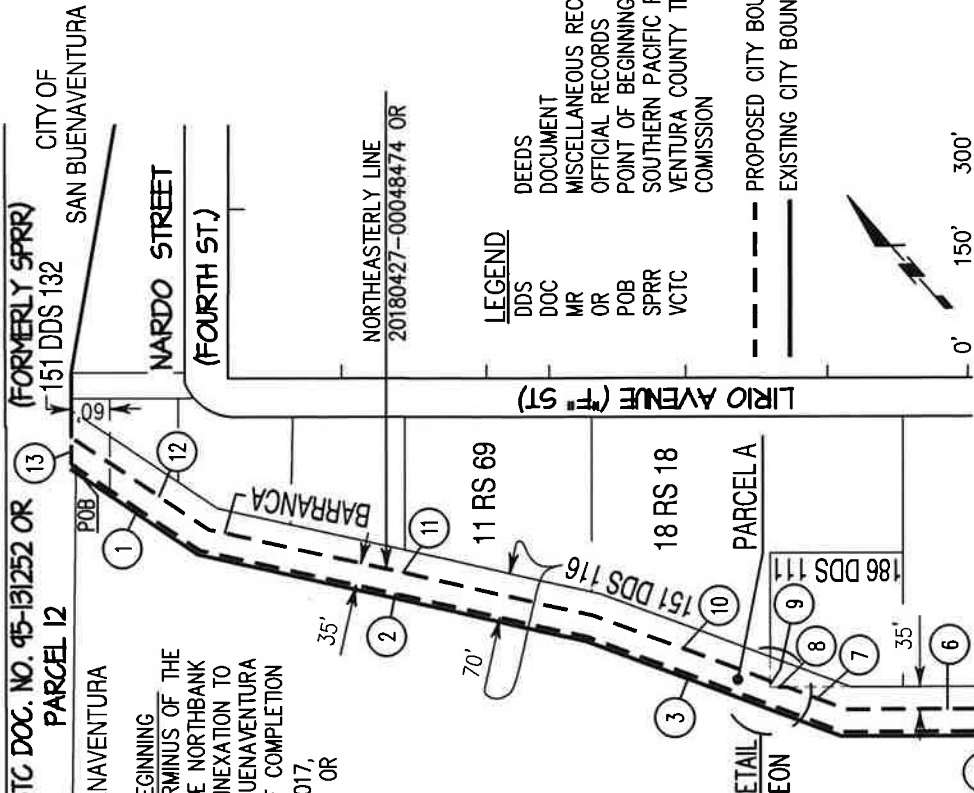 TC DOC. NO. 95-131252 OR (FORMERLY SPRR)
PARCEL 12
151 DDS 132
CITY OF
SAN BUENAVENTURA
NAVENTURA
EGINNING
RMINUS OF THE
E NORTHBANK
NEXATION TO
UENAVENTURA
F COMPLETION
017,
OR
13
POB
60'
1
12
NARDO STREET
(FOURTH ST.)
NORTHEASTERLY LINE
20180427-00048474 OR
BARRANCA
35'
2
11
70'
11 RS 69
151 DDS 116
18 RS 18
LIRIO AVENUE ("F" ST)
PARCEL A
10
3
9
8
7
186 DDS 111
35'
6
ETAIL
EON
LEGEND
DDS DEEDS
DOC DOCUMENT
MR MISCELLANEOUS REC
OR OFFICIAL RECORDS
POB POINT OF BEGINNING
SPRR SOUTHERN PACIFIC
VCTC VENTURA COUNTY
COMISSION
PROPOSED CITY BOU
EXISTING CITY BOUN
0' 150' 300'